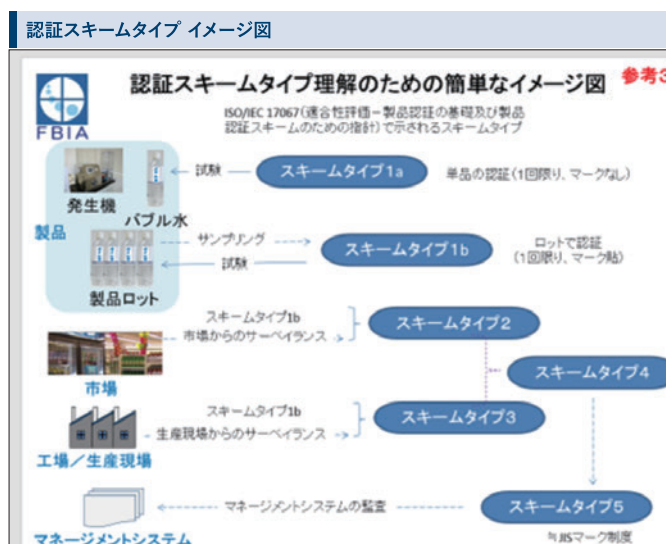 認証スキームタイプ イメージ図
認証スキームタイプ理解のための簡単なイメージ図
参考3
FBIA
ISO/IEC 17067(適合性評価－製品認証の基礎及び製品
認証スキームのための指針)で示されるスキームタイプ
発生機
バブル水
製品
試験
スキームタイプ1a
単品の認証(1回限り、マークなし)
サンプリング
試験
スキームタイプ1b
ロットで認証
(1回限り、マーク貼)
製品ロット
スキームタイプ1b
市場からのサーベイランス
スキームタイプ2
市場
スキームタイプ4
スキームタイプ1b
生産現場からのサーベイランス
スキームタイプ3
工場／生産現場
マネージメントシステムの監査
スキームタイプ5
マネージメントシステム
≒JISマーク制度